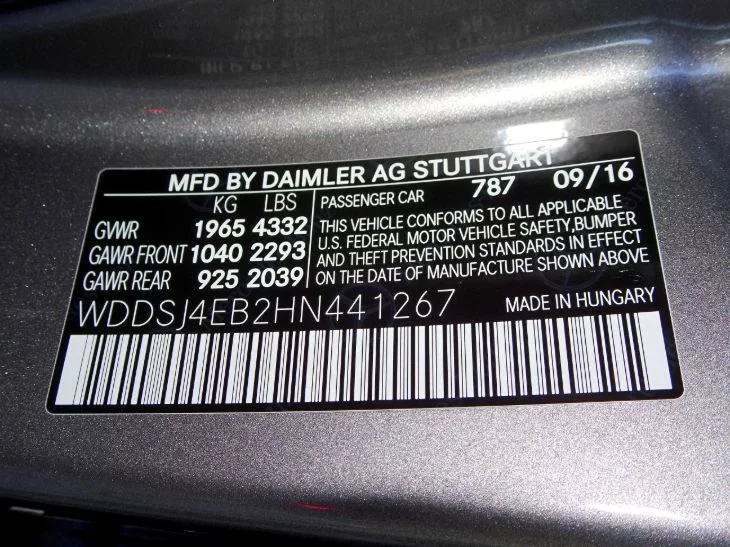 MFD BY DAIMLER AG STUTTGART
KG LBS
GVWR 1965 4332
GAWR FRONT 1040 2293
GAWR REAR 925 2039
PASSENGER CAR 787 09/16
THIS VEHICLE CONFORMS TO ALL APPLICABLE
U.S. FEDERAL MOTOR VEHICLE SAFETY,BUMPER
AND THEFT PREVENTION STANDARDS IN EFFECT
ON THE DATE OF MANUFACTURE SHOWN ABOVE
WDDSJ4EB2HN441267
MADE IN HUNGARY